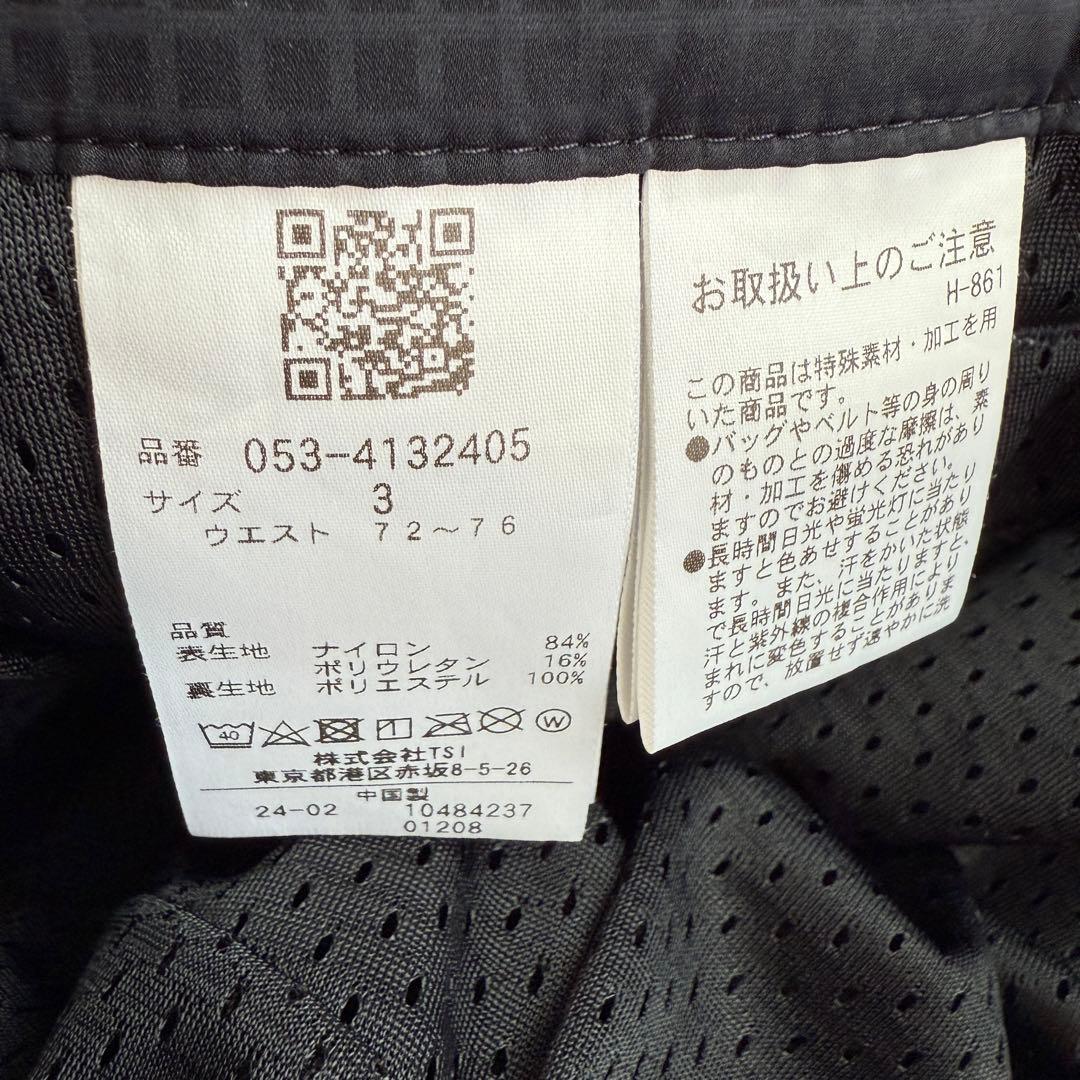 品番 053-4132405
サイズ 3
ウエスト 72～76
品質
表生地 ナイロン 84%
ポリウレタン 16%
裏生地 ポリエステル 100%
40
W
株式会社TSI
東京都港区赤坂8-5-26
中国製
24-02 10484237
01208
お取扱い上のご注意
H-861
この商品は特殊素材・加工を用
いた商品です。
●バッグやベルト等の身の周り
のものとの過度な摩擦は、素
材・加工を傷める恐れがあり
ますのでお避けください。
●長時間日光や蛍光灯に当たり
ますと色あせすることがあり
ます。また、汗をかいた状態
で長時間日光に当たりますと、
汗と紫外線の複合作用により
まれに変色することがありま
すので、放置せず速やかに洗